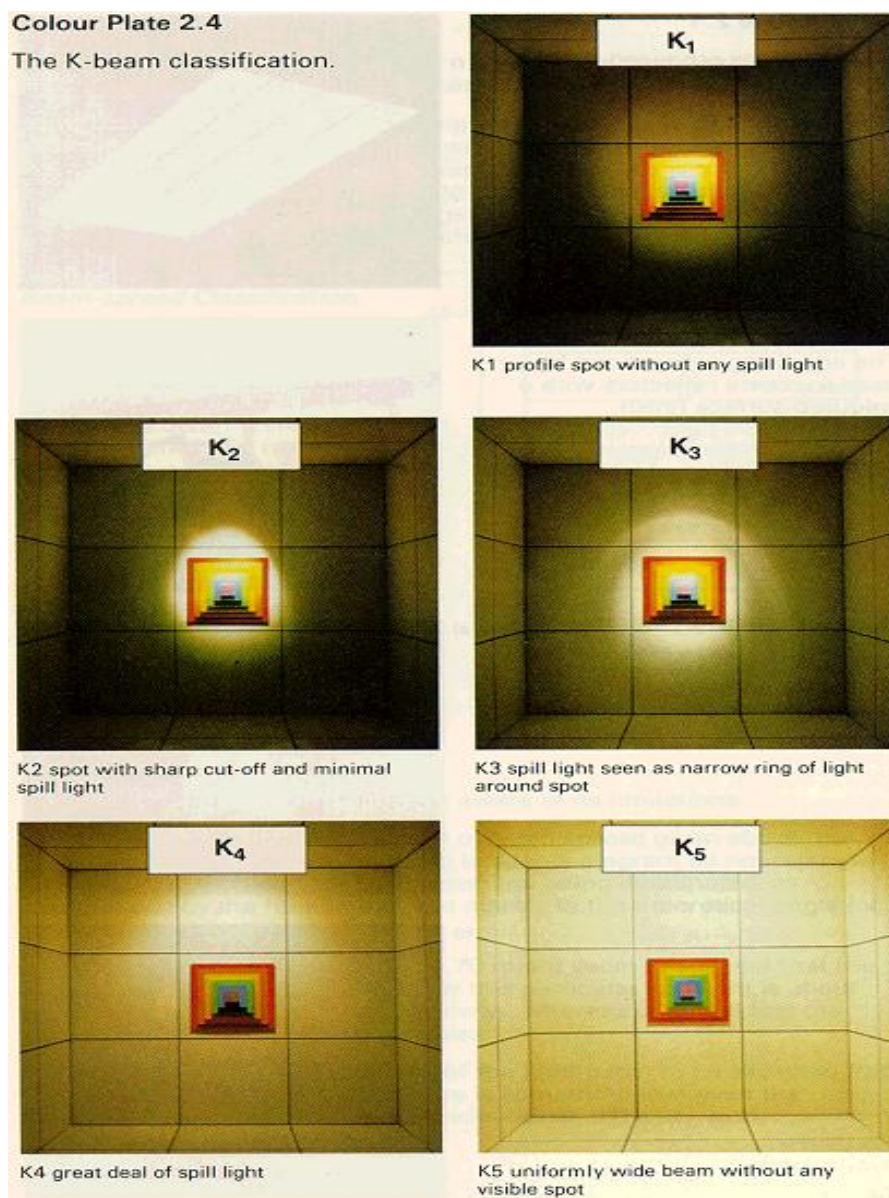 Colour Plate 2.4
The K-beam classification.
K₁
K1 profile spot without any spill light
K₂
K₃
K2 spot with sharp cut-off and minimal
spill light
K3 spill light seen as narrow ring of light
around spot
K₄
K₅
K4 great deal of spill light
K5 uniformly wide beam without any
visible spot